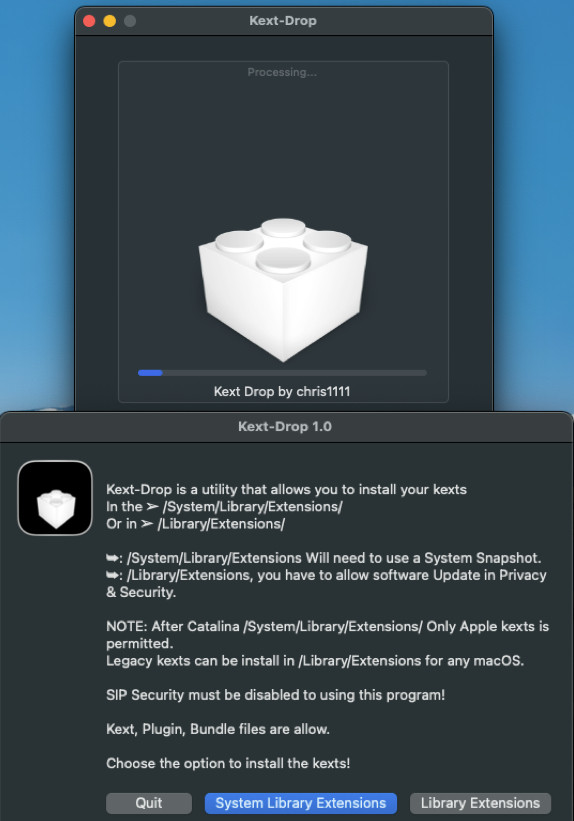 Kext-Drop
Processing...
Kext Drop by chris1111
Kext-Drop 1.0
Kext-Drop is a utility that allows you to install your kexts
In the ➢ /System/Library/Extensions/
Or in ➢ /Library/Extensions/
➥: /System/Library/Extensions Will need to use a System Snapshot.
➥: /Library/Extensions, you have to allow software Update in Privacy
& Security.
NOTE: After Catalina /System/Library/Extensions/ Only Apple kexts is
permitted.
Legacy kexts can be install in /Library/Extensions for any macOS.
SIP Security must be disabled to using this program!
Kext, Plugin, Bundle files are allow.
Choose the option to install the kexts!
Quit
System Library Extensions
Library Extensions